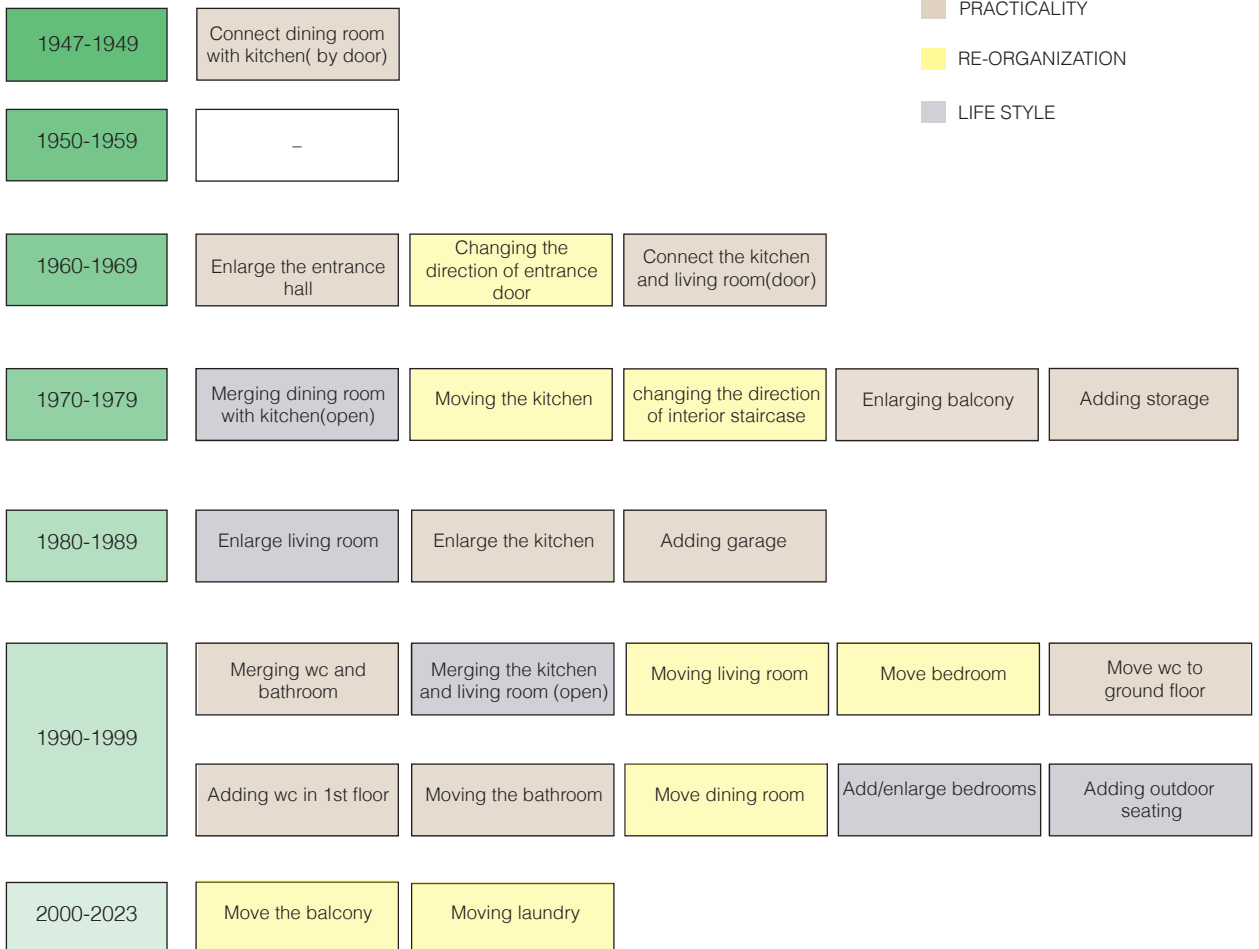 PRACTICALITY
RE-ORGANIZATION
LIFE STYLE
1947-1949
Connect dining room
with kitchen( by door)
1950-1959
–
1960-1969
Enlarge the entrance
hall
Changing the
direction of entrance
door
Connect the kitchen
and living room(door)
1970-1979
Merging dining room
with kitchen(open)
Moving the kitchen
changing the direction
of interior staircase
Enlarging balcony
Adding storage
1980-1989
Enlarge living room
Enlarge the kitchen
Adding garage
1990-1999
Merging wc and
bathroom
Merging the kitchen
and living room (open)
Moving living room
Move bedroom
Move wc to
ground floor
Adding wc in 1st floor
Moving the bathroom
Move dining room
Add/enlarge bedrooms
Adding outdoor
seating
2000-2023
Move the balcony
Moving laundry